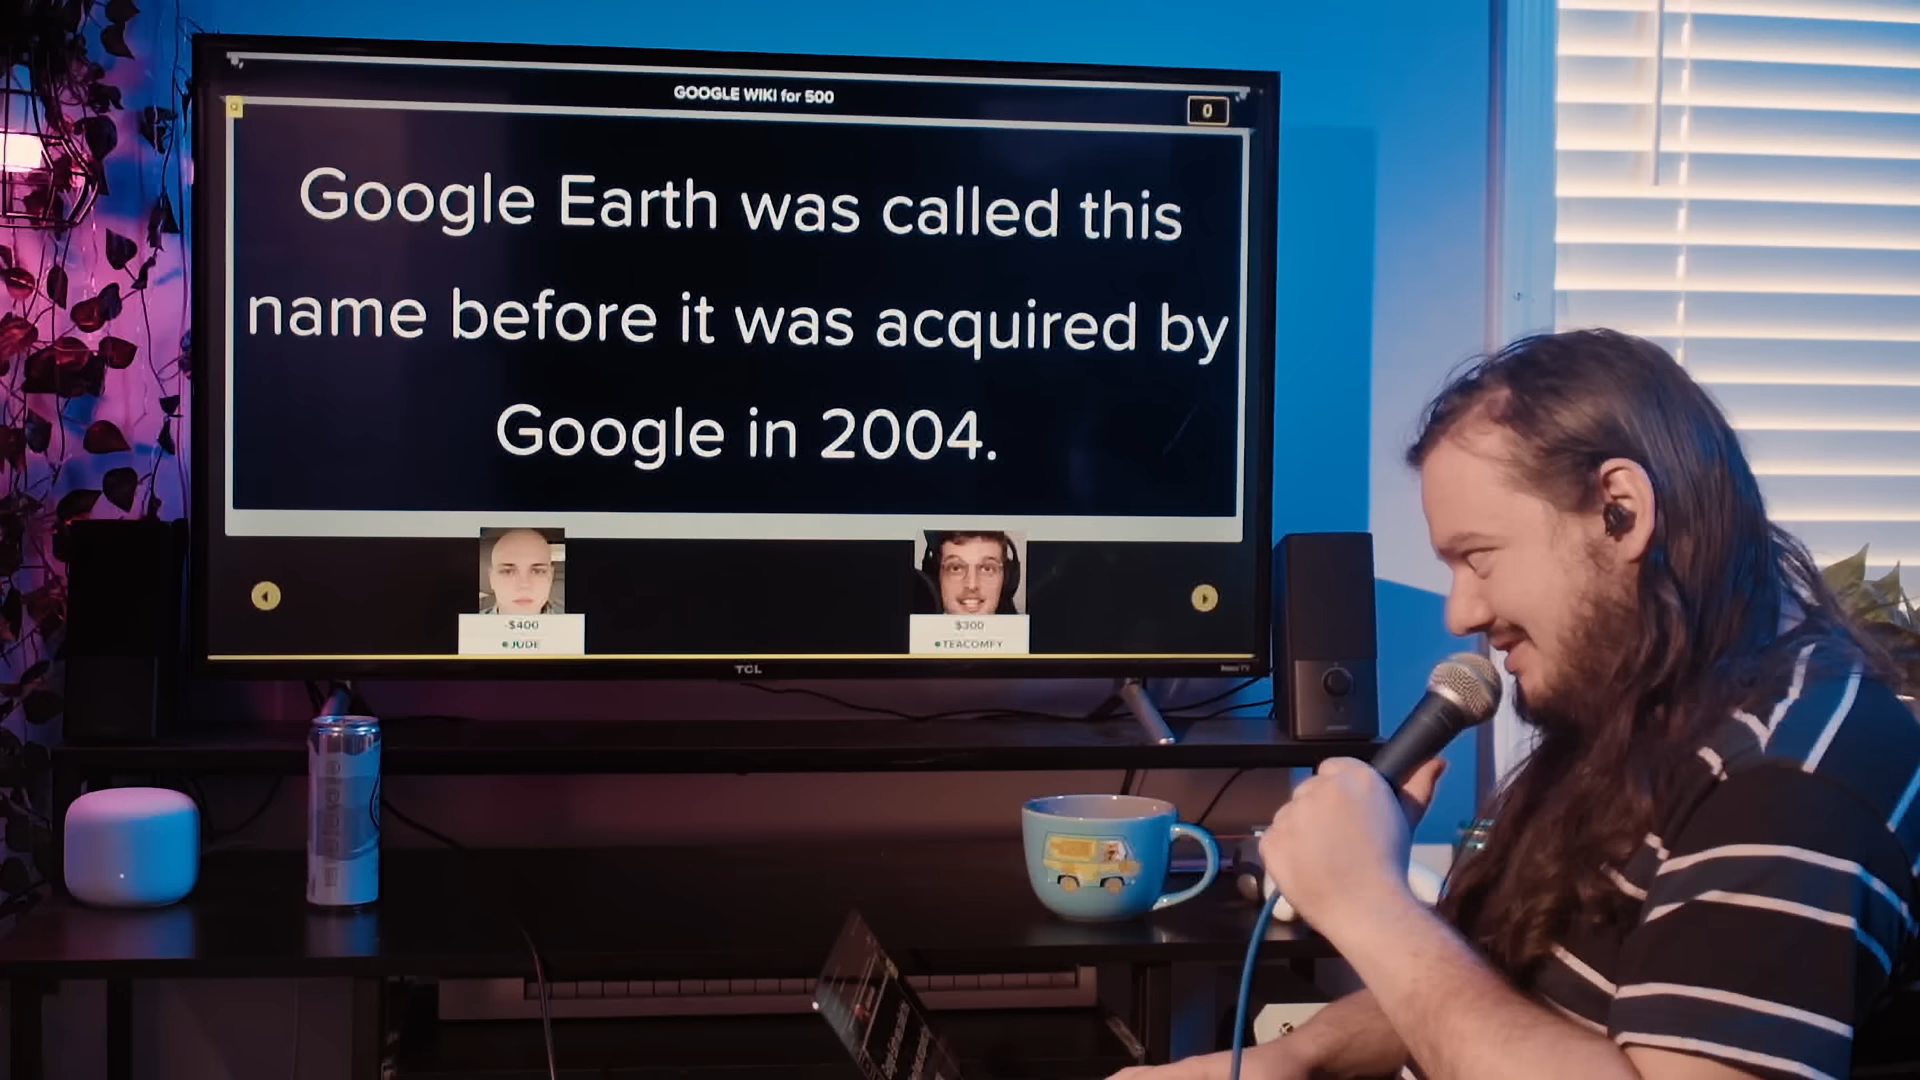 GOOGLE WIKI for 500
0
Google Earth was called this
name before it was acquired by
Google in 2004.
-$400
JUDE
$300
TEACOMFY
TCL